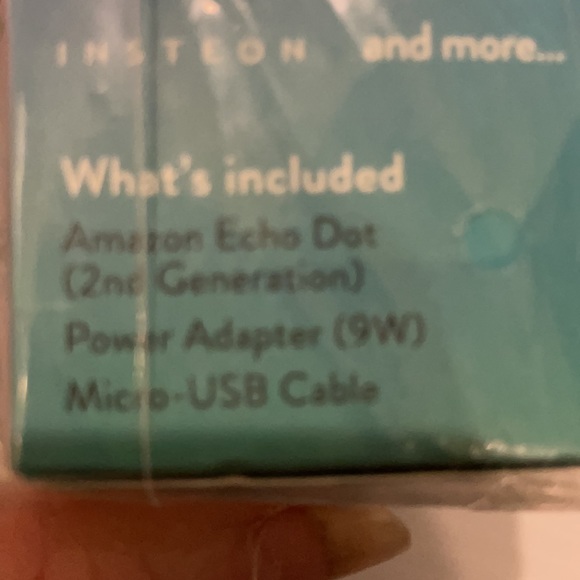 INSTEON and more...
What's included
Amazon Echo Dot
(2nd Generation)
Power Adapter (9W)
Micro-USB Cable